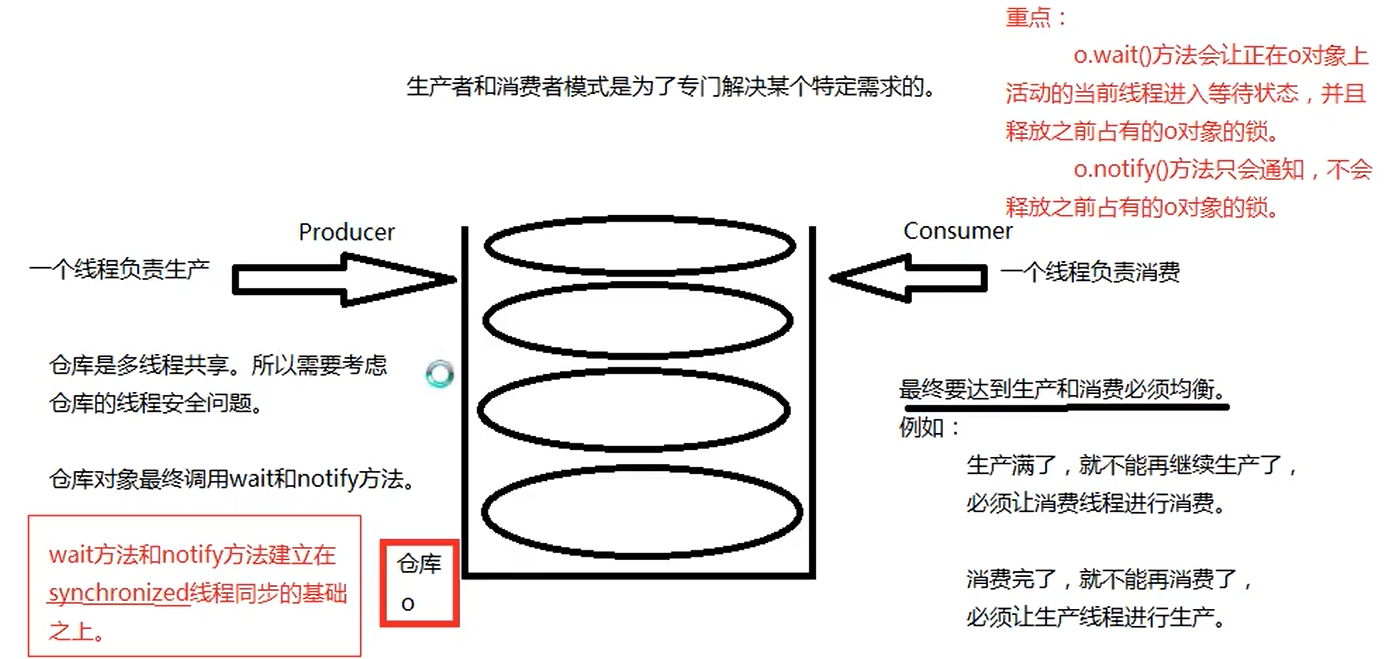 生产者和消费者模式是为了专门解决某个特定需求的。
重点：
o.wait()方法会让正在o对象上
活动的当前线程进入等待状态，并且
释放之前占有的o对象的锁。
o.notify()方法只会通知，不会
释放之前占有的o对象的锁。
Producer
一个线程负责生产
Consumer
一个线程负责消费
仓库是多线程共享。所以需要考虑
仓库的线程安全问题。
仓库对象最终调用wait和notify方法。
wait方法和notify方法建立在
synchronized线程同步的基础
之上。
仓库
o
最终要达到生产和消费必须均衡。
例如：
生产满了，就不能再继续生产了，
必须让消费线程进行消费。
消费完了，就不能再消费了，
必须让生产线程进行生产。